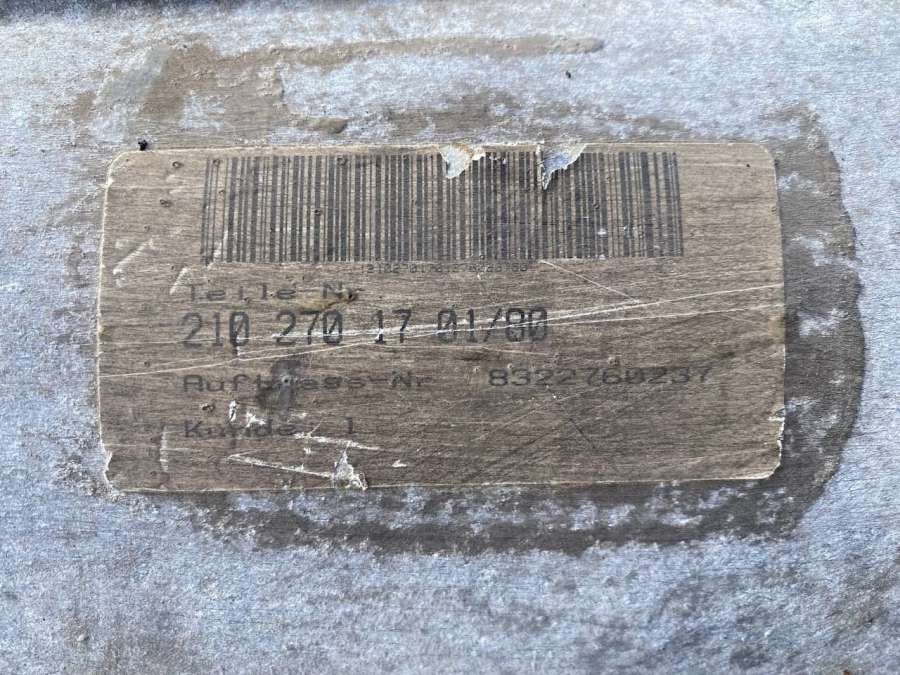 Teile-Nr
210 270 17 01/80
Auftrags-Nr 8322760237
Kunde 1